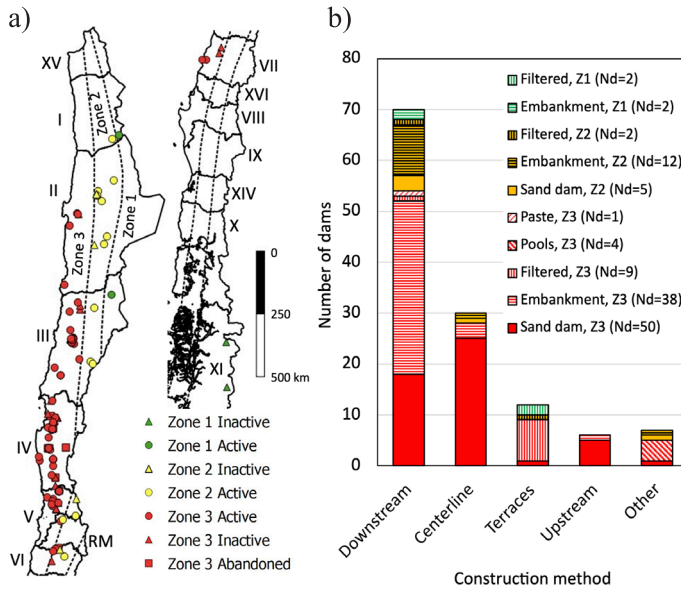 a)
XV
I
II
III
IV
V
VI
RM
Zone 2
Zone 1
Zone 3
VII
XVI
VIII
IX
XIV
X
XI
0
250
500 km
Zone 1 Inactive
Zone 1 Active
Zone 2 Inactive
Zone 2 Active
Zone 3 Active
Zone 3 Inactive
Zone 3 Abandoned
b)
Number of dams
80
70
60
50
40
30
20
10
0
Filtered, Z1 (Nd=2)
Embankment, Z1 (Nd=2)
Filtered, Z2 (Nd=2)
Embankment, Z2 (Nd=12)
Sand dam, Z2 (Nd=5)
Paste, Z3 (Nd=1)
Pools, Z3 (Nd=4)
Filtered, Z3 (Nd=9)
Embankment, Z3 (Nd=38)
Sand dam, Z3 (Nd=50)
Downstream
Centerline
Terraces
Upstream
Other
Construction method